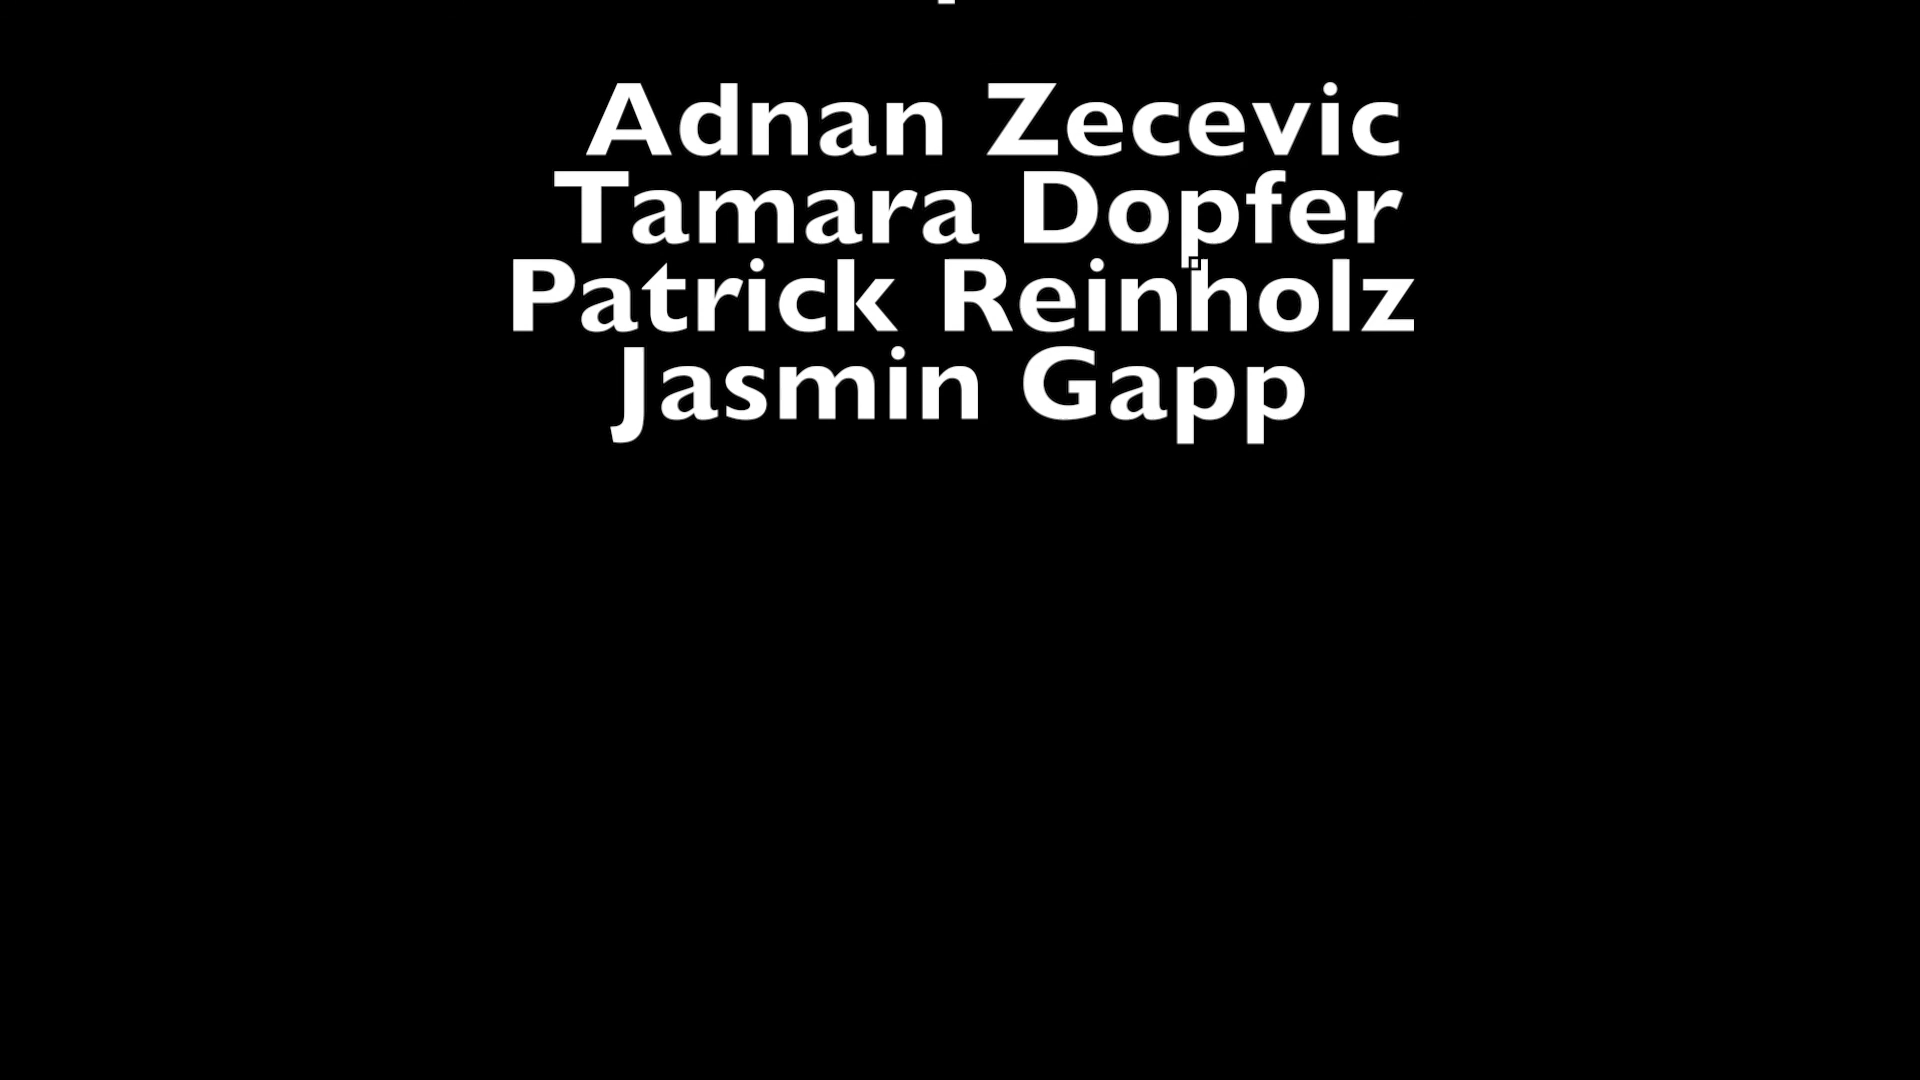 Adnan Zecevic
Tamara Dopfer
Patrick Reinholz
Jasmin Gapp